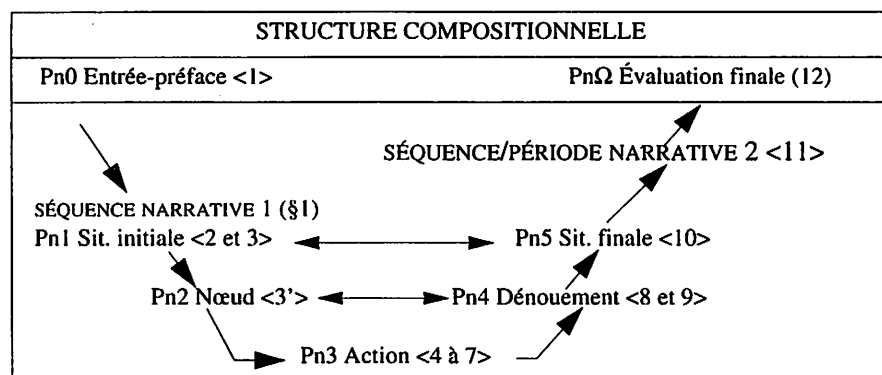 STRUCTURE COMPOSITIONNELLE
Pn0 Entrée-préface <1> PnΩ Évaluation finale (12)
SÉQUENCE/PÉRIODE NARRATIVE 2 <11>
SÉQUENCE NARRATIVE 1 (§1)
Pn1 Sit. initiale <2 et 3> Pn5 Sit. finale <10>
Pn2 Nœud <3'> Pn4 Dénouement <8 et 9>
Pn3 Action <4 à 7>